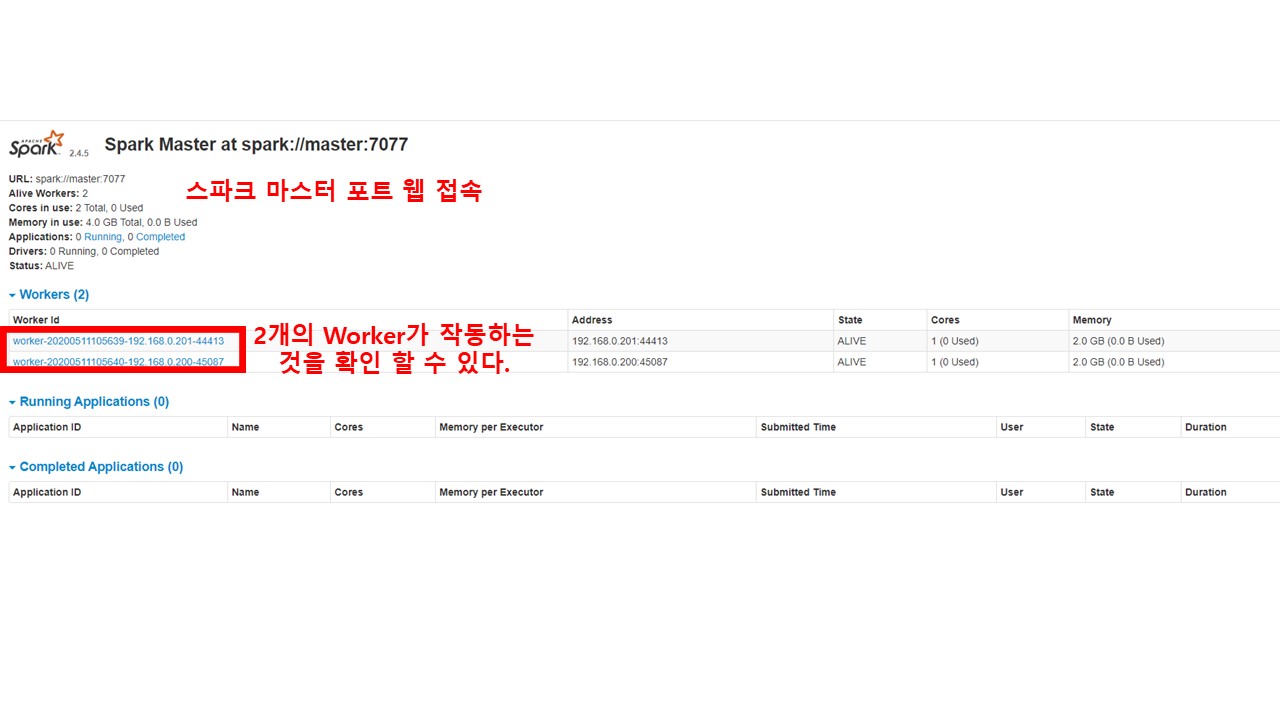 APACHE
Spark 2.4.5 Spark Master at spark://master:7077
URL: spark://master:7077
Alive Workers: 2
스파크 마스터 포트 웹 접속
Cores in use: 2 Total, 0 Used
Memory in use: 4.0 GB Total, 0.0 B Used
Applications: 0 Running, 0 Completed
Drivers: 0 Running, 0 Completed
Status: ALIVE
Workers (2)
Worker Id Address State Cores Memory
worker-20200511105639-192.168.0.201-44413 192.168.0.201:44413 ALIVE 1 (0 Used) 2.0 GB (0.0 B Used)
worker-20200511105640-192.168.0.200-45087 192.168.0.200:45087 ALIVE 1 (0 Used) 2.0 GB (0.0 B Used)
2개의 Worker가 작동하는
것을 확인 할 수 있다.
Running Applications (0)
Application ID Name Cores Memory per Executor Submitted Time User State Duration
Completed Applications (0)
Application ID Name Cores Memory per Executor Submitted Time User State Duration